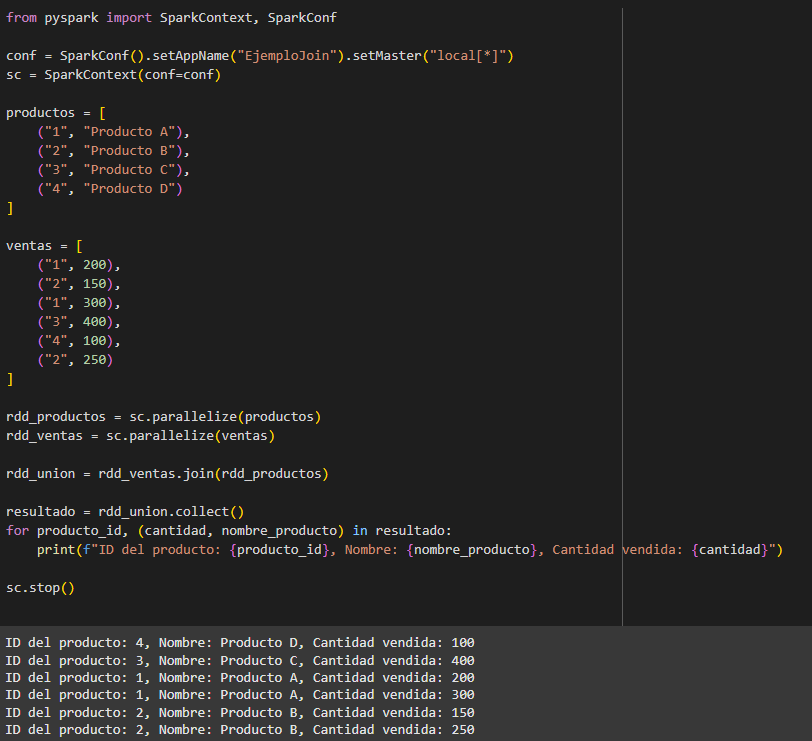 from pyspark import SparkContext, SparkConf
conf = SparkConf().setAppName("EjemploJoin").setMaster("local[*]")
sc = SparkContext(conf=conf)
productos = [
    ("1", "Producto A"),
    ("2", "Producto B"),
    ("3", "Producto C"),
    ("4", "Producto D")
]
ventas = [
    ("1", 200),
    ("2", 150),
    ("1", 300),
    ("3", 400),
    ("4", 100),
    ("2", 250)
]
rdd_productos = sc.parallelize(productos)
rdd_ventas = sc.parallelize(ventas)
rdd_union = rdd_ventas.join(rdd_productos)
resultado = rdd_union.collect()
for producto_id, (cantidad, nombre_producto) in resultado:
    print(f"ID del producto: {producto_id}, Nombre: {nombre_producto}, Cantidad vendida: {cantidad}")
sc.stop()
ID del producto: 4, Nombre: Producto D, Cantidad vendida: 100
ID del producto: 3, Nombre: Producto C, Cantidad vendida: 400
ID del producto: 1, Nombre: Producto A, Cantidad vendida: 200
ID del producto: 1, Nombre: Producto A, Cantidad vendida: 300
ID del producto: 2, Nombre: Producto B, Cantidad vendida: 150
ID del producto: 2, Nombre: Producto B, Cantidad vendida: 250